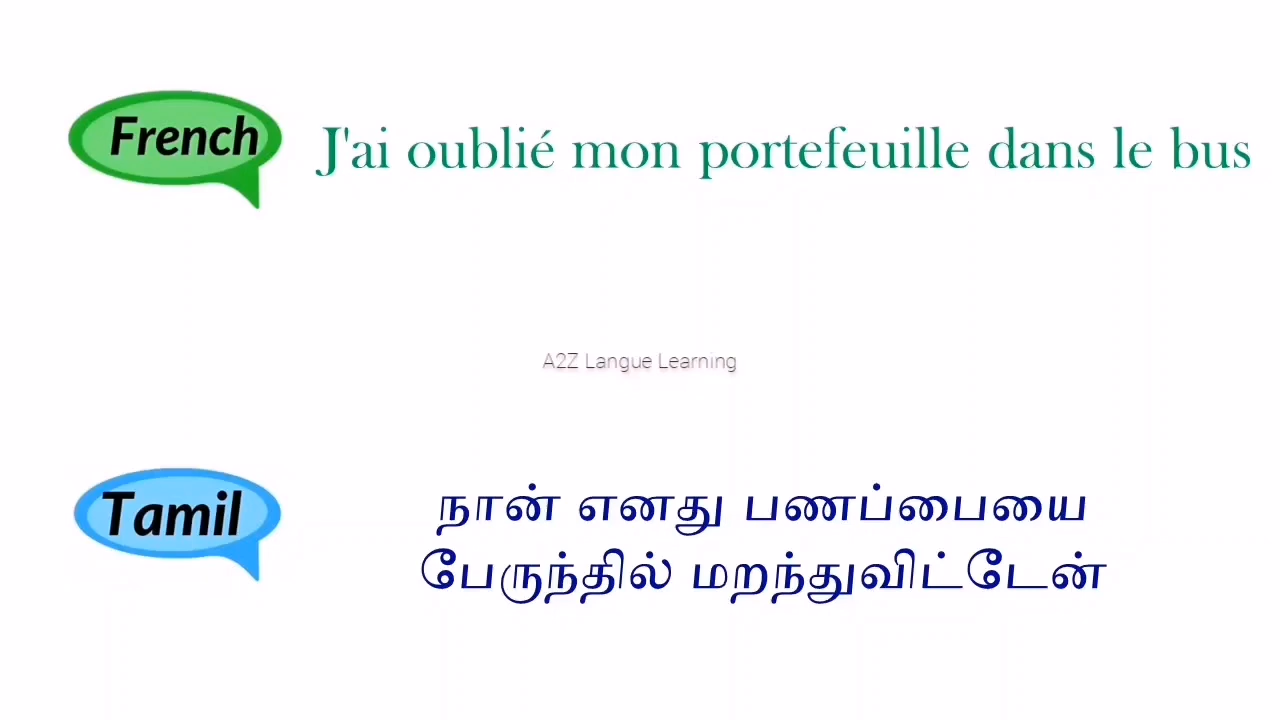 French
J'ai oublié mon portefeuille dans le bus
A2Z Langue Learning
Tamil
நான் எனது பணப்பையை
பேருந்தில் மறந்துவிட்டேன்